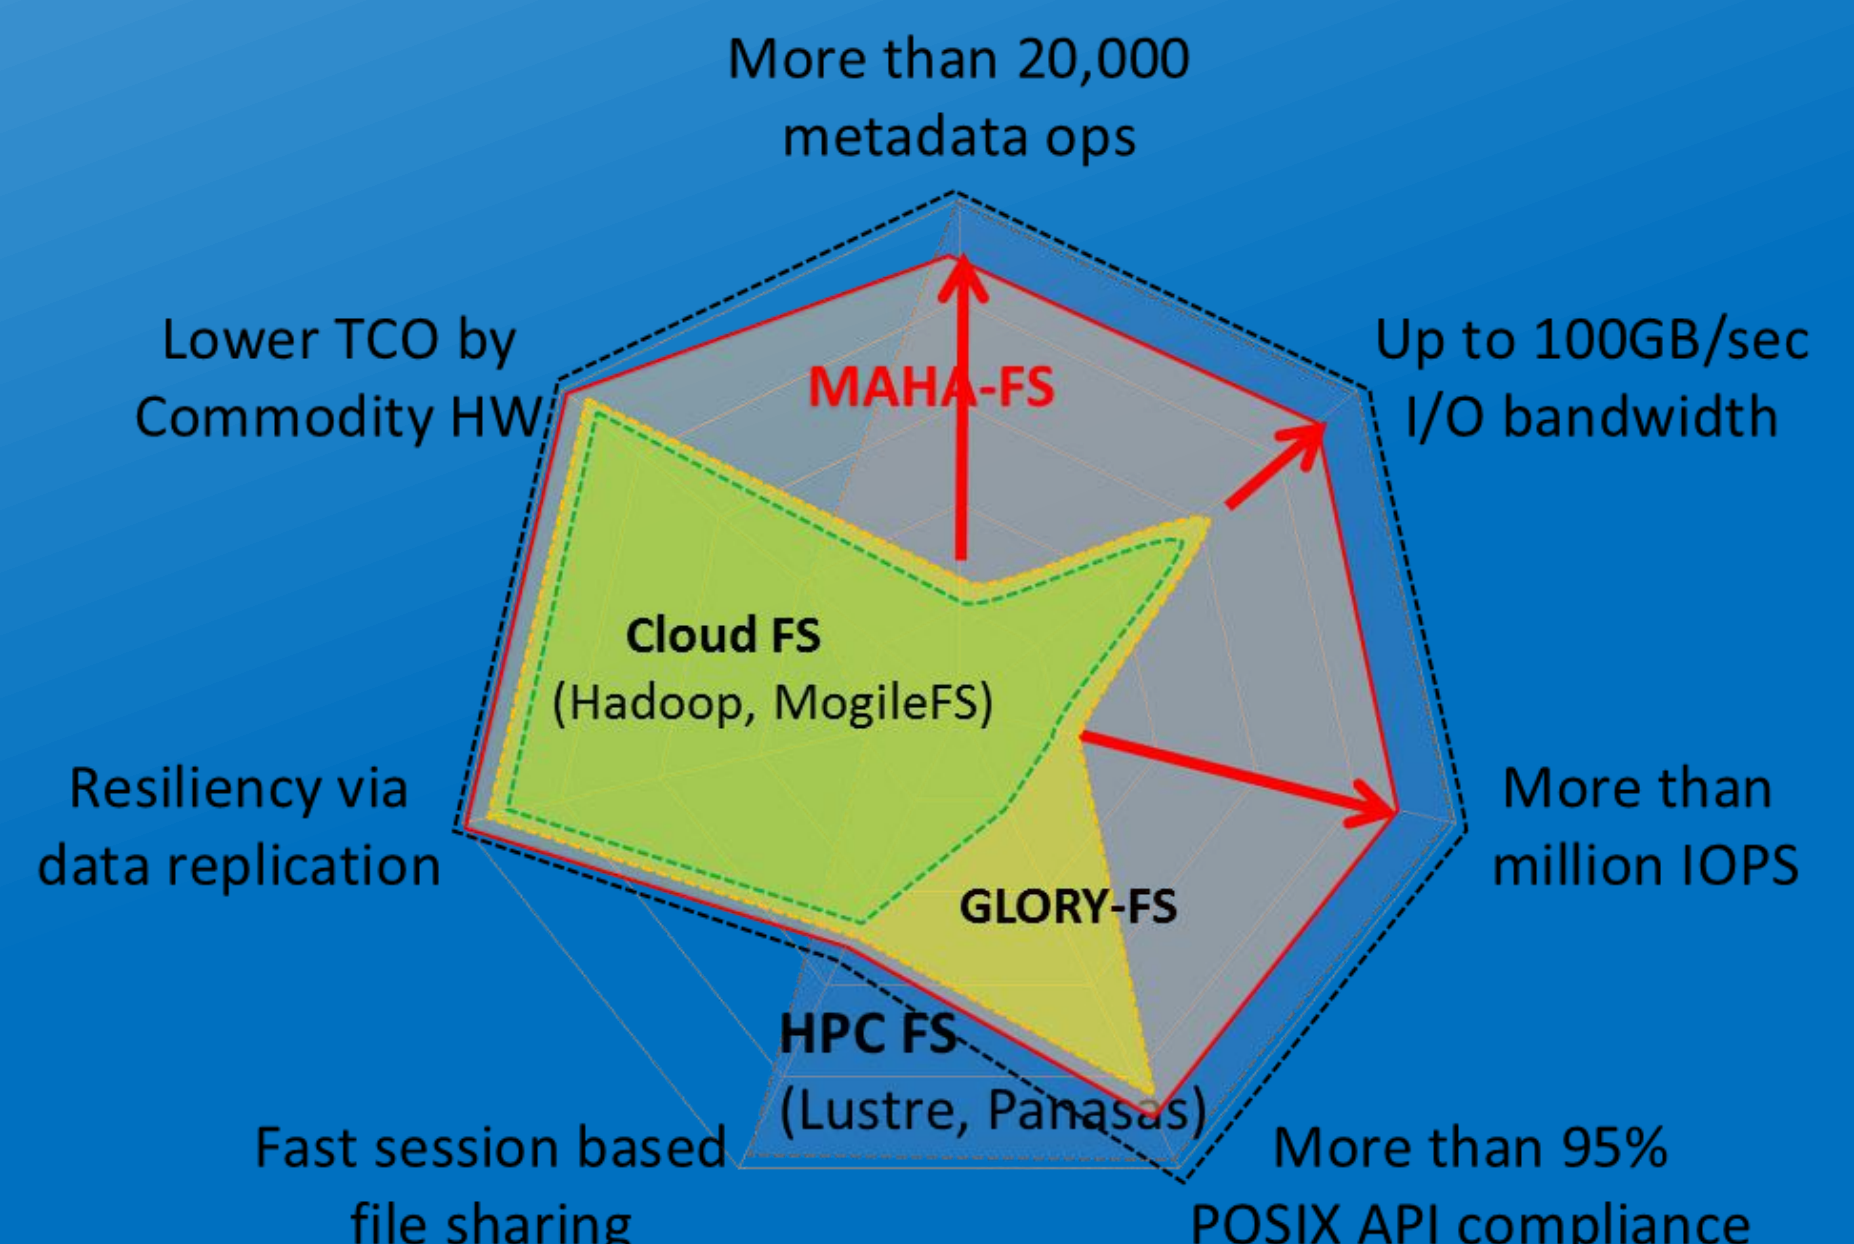 More than 20,000
metadata ops
Lower TCO by
Commodity HW
Up to 100GB/sec
I/O bandwidth
MAHA-FS
Cloud FS
(Hadoop, MogileFS)
Resiliency via
data replication
More than
million IOPS
GLORY-FS
HPC FS
(Lustre, Panasas)
Fast session based
file sharing
More than 95%
POSIX API compliance